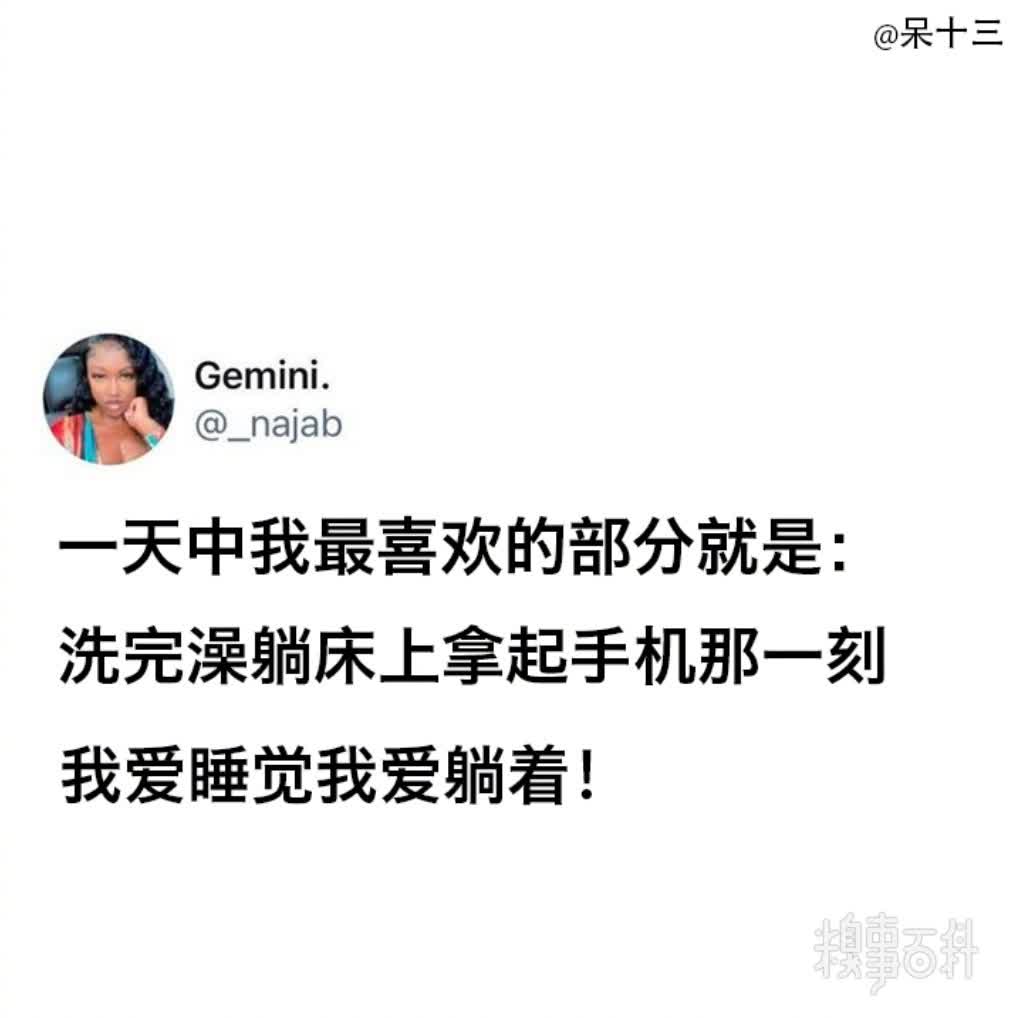 @呆十三
Gemini.
@_najab
一天中我最喜欢的部分就是：
洗完澡躺床上拿起手机那一刻
我爱睡觉我爱躺着！
糗事百科